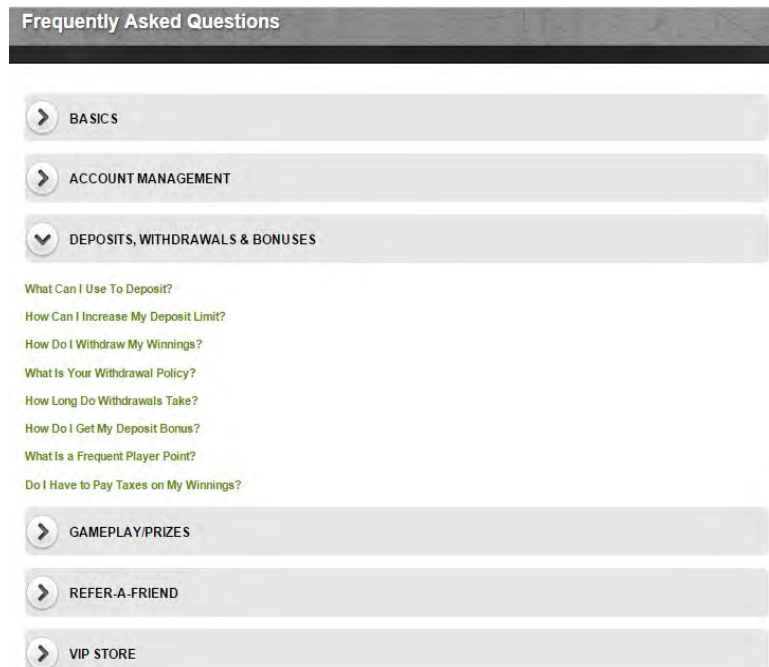 Frequently Asked Questions
BASICS
ACCOUNT MANAGEMENT
DEPOSITS, WITHDRAWALS & BONUSES
What Can I Use To Deposit?
How Can I Increase My Deposit Limit?
How Do I Withdraw My Winnings?
What Is Your Withdrawal Policy?
How Long Do Withdrawals Take?
How Do I Get My Deposit Bonus?
What Is a Frequent Player Point?
Do I Have to Pay Taxes on My Winnings?
GAMEPLAY/PRIZES
REFER-A-FRIEND
VIP STORE